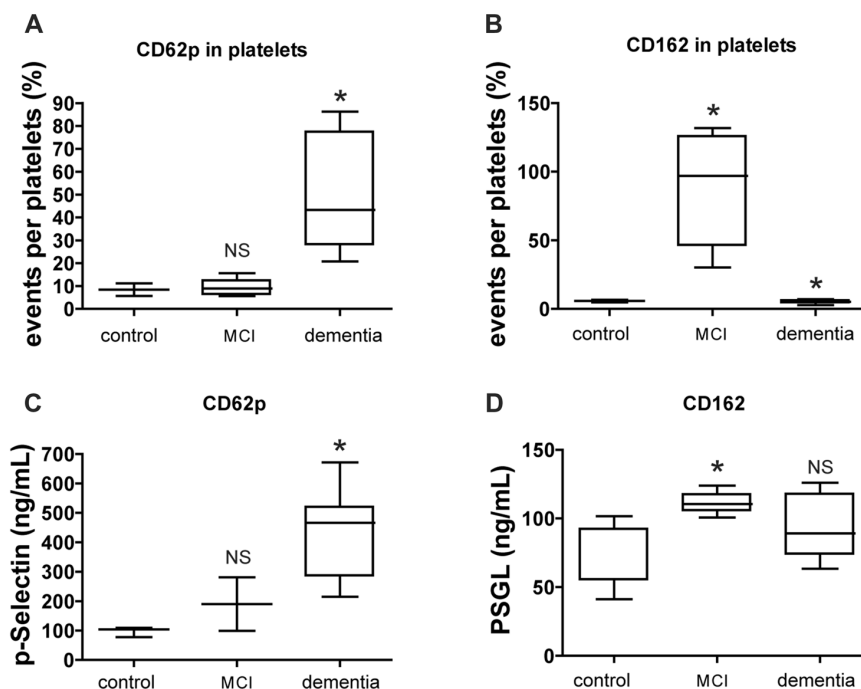 A
CD62p in platelets
events per platelets (%)
90
80
70
60
50
40
30
20
10
0
NS
*
control
MCI
dementia
B
CD162 in platelets
events per platelets (%)
150
100
50
0
*
*
control
MCI
dementia
C
CD62p
p-Selectin (ng/mL)
700
600
500
400
300
200
100
0
NS
*
control
MCI
dementia
D
CD162
PSGL (ng/mL)
150
100
50
0
*
NS
control
MCI
dementia